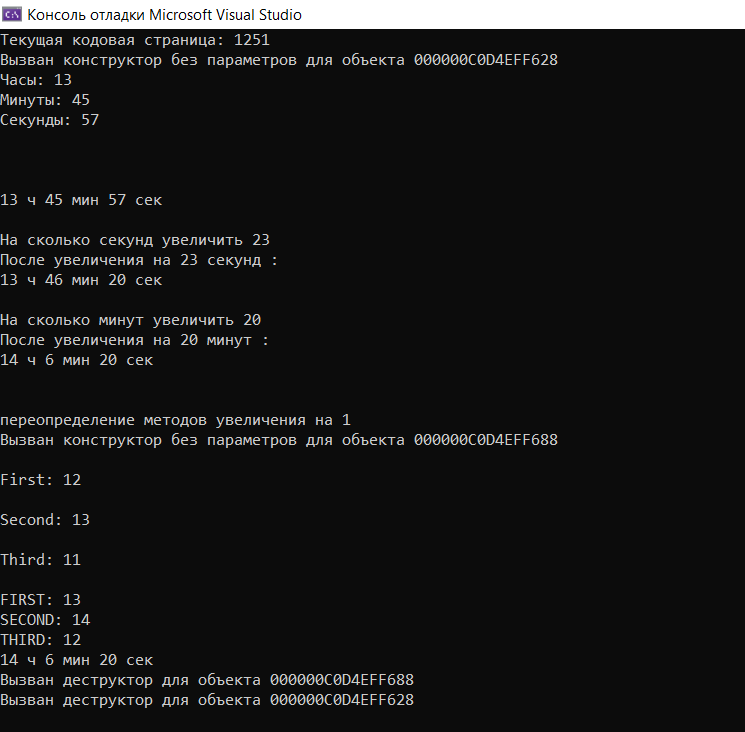 C:\ Консоль отладки Microsoft Visual Studio
Текущая кодовая страница: 1251
Вызван конструктор без параметров для объекта 000000C0D4EFF628
Часы: 13
Минуты: 45
Секунды: 57
13 ч 45 мин 57 сек
На сколько секунд увеличить 23
После увеличения на 23 секунд :
13 ч 46 мин 20 сек
На сколько минут увеличить 20
После увеличения на 20 минут :
14 ч 6 мин 20 сек
переопределение методов увеличения на 1
Вызван конструктор без параметров для объекта 000000C0D4EFF688
First: 12
Second: 13
Third: 11
FIRST: 13
SECOND: 14
THIRD: 12
14 ч 6 мин 20 сек
Вызван деструктор для объекта 000000C0D4EFF688
Вызван деструктор для объекта 000000C0D4EFF628